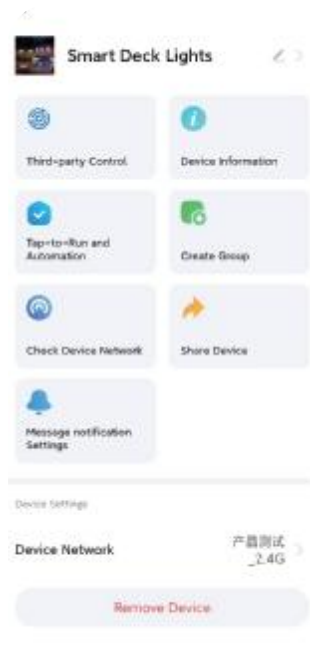 Smart Deck Lights
Third-party Control
Device Information
Tap-to-Run and
Automation
Create Group
Check Device Network
Share Device
Message notification
Settings
Device Settings
Device Network
产品测试
_2.4G
Remove Device